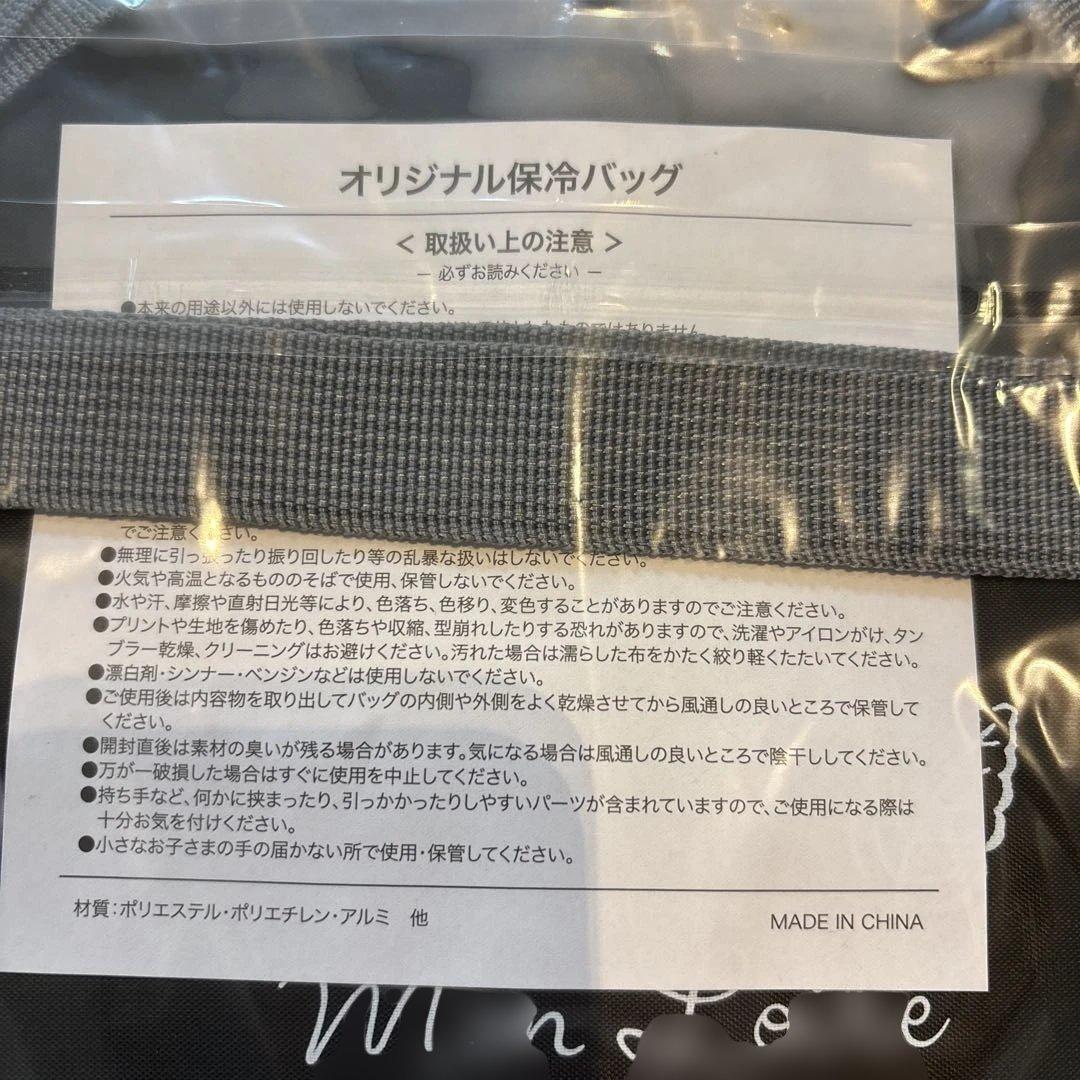 オリジナル保冷バッグ
＜ 取扱い上の注意 ＞
− 必ずお読みください −
●本来の用途以外には使用しないでください。
ものではありません
でご注意ください。
●無理に引っ張ったり振り回したり等の乱暴な扱いはしないでください。
●火気や高温となるもののそばで使用、保管しないでください。
●水や汗、摩擦や直射日光等により、色落ち、色移り、変色することがありますのでご注意ください。
●プリントや生地を傷めたり、色落ちや収縮、型崩れしたりする恐れがありますので、洗濯やアイロンがけ、タン
ブラー乾燥、クリーニングはお避けください。汚れた場合は濡らした布をかたく絞り軽くたたいてください。
●漂白剤・シンナー・ベンジンなどは使用しないでください。
●ご使用後は内容物を取り出してバッグの内側や外側をよく乾燥させてから風通しの良いところで保管して
ください。
●開封直後は素材の臭いが残る場合があります。気になる場合は風通しの良いところで陰干ししてください。
●万が一破損した場合はすぐに使用を中止してください。
●持ち手など、何かに挟まったり、引っかかったりしやすいパーツが含まれていますので、ご使用になる際は
十分お気を付けください。
●小さなお子さまの手の届かない所で使用・保管してください。
材質：ポリエステル・ポリエチレン・アルミ　他
MADE IN CHINA